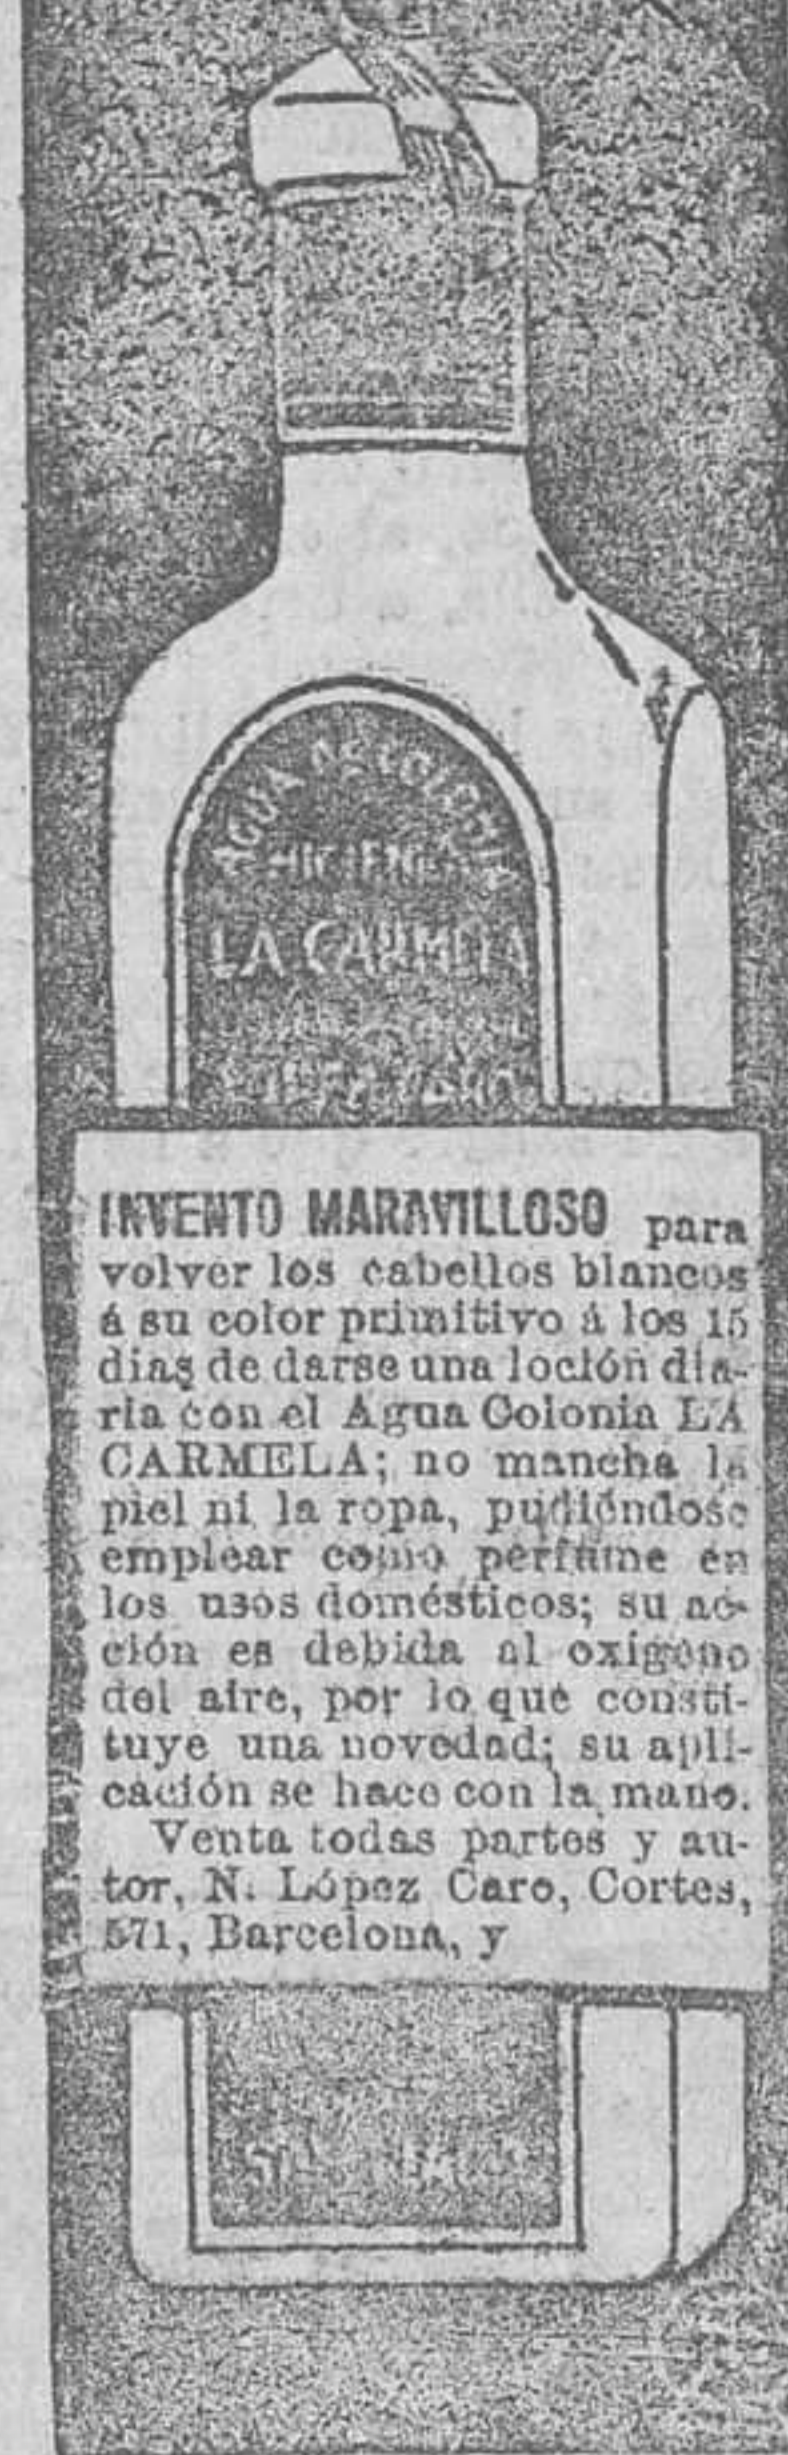 AGUA DE COLONIA
HIGIENICA
LA CARMELA
INVENTO MARAVILLOSO para
volver los cabellos blancos
á su color primitivo á los 15
dias de darse una loción dia-
ria con el Agua Colonia LA
CARMELA; no mancha la
piel ni la ropa, pudiéndose
emplear como perfume en
los usos domésticos; su ac-
ción es debida al oxígeno
del aire, por lo que consti-
tuye una novedad; su apli-
cación se hace con la mano.
Venta todas partes y au-
tor, N. López Caro, Cortes,
571, Barcelona, y